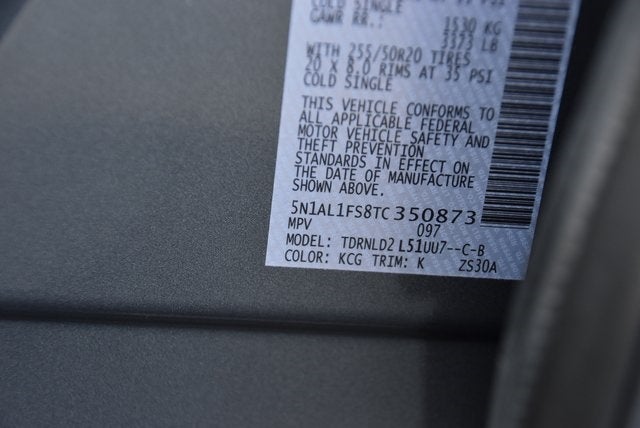 COLD SINGLE
GAWR RR.: 1530 KG
3373 LB
WITH 255/50R20 TIRES
20 X 8.0 RIMS AT 35 PSI
COLD SINGLE
THIS VEHICLE CONFORMS TO
ALL APPLICABLE FEDERAL
MOTOR VEHICLE SAFETY AND
THEFT PREVENTION
STANDARDS IN EFFECT ON
THE DATE OF MANUFACTURE
SHOWN ABOVE.
5N1AL1FS8TC350873
MPV 097
MODEL: TDRNLD2 L51UU7--C-B
COLOR: KCG TRIM: K ZS30A